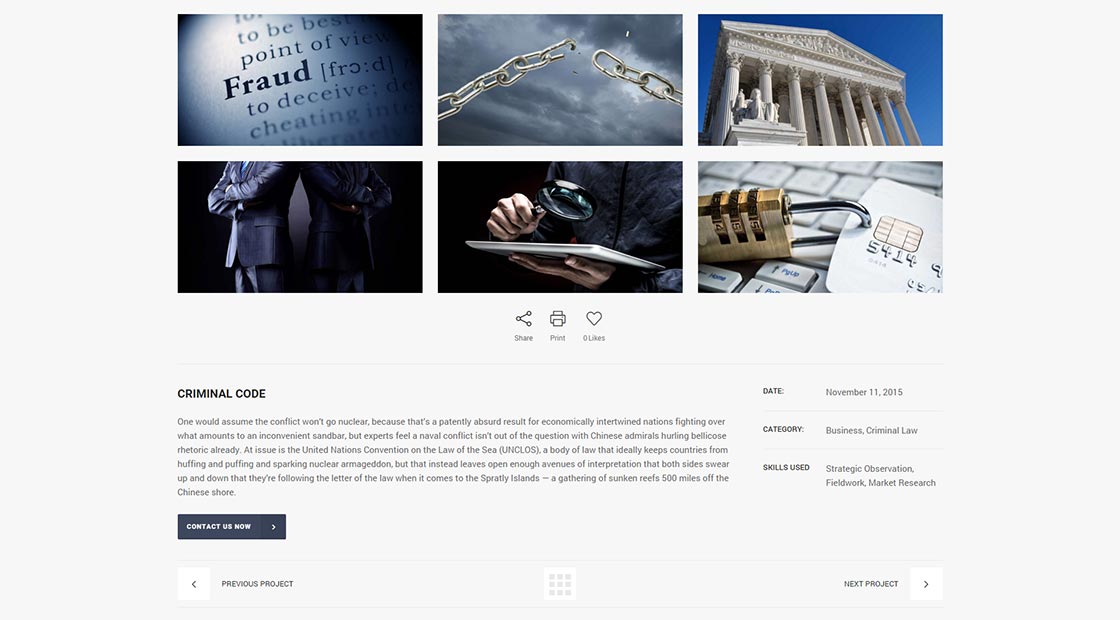 to be best
point of view
Fraud [frɔ:d]
to deceive; de
cheating inte
liberately
Home
PgUp
5414 9
Share
Print
0 Likes
CRIMINAL CODE
One would assume the conflict won't go nuclear, because that's a patently absurd result for economically intertwined nations fighting over
what amounts to an inconvenient sandbar, but experts feel a naval conflict isn't out of the question with Chinese admirals hurling bellicose
rhetoric already. At issue is the United Nations Convention on the Law of the Sea (UNCLOS), a body of law that ideally keeps countries from
huffing and puffing and sparking nuclear armageddon, but that instead leaves open enough avenues of interpretation that both sides swear
up and down that they're following the letter of the law when it comes to the Spratly Islands — a gathering of sunken reefs 500 miles off the
Chinese shore.
CONTACT US NOW
DATE:
November 11, 2015
CATEGORY:
Business, Criminal Law
SKILLS USED
Strategic Observation,
Fieldwork, Market Research
PREVIOUS PROJECT
NEXT PROJECT